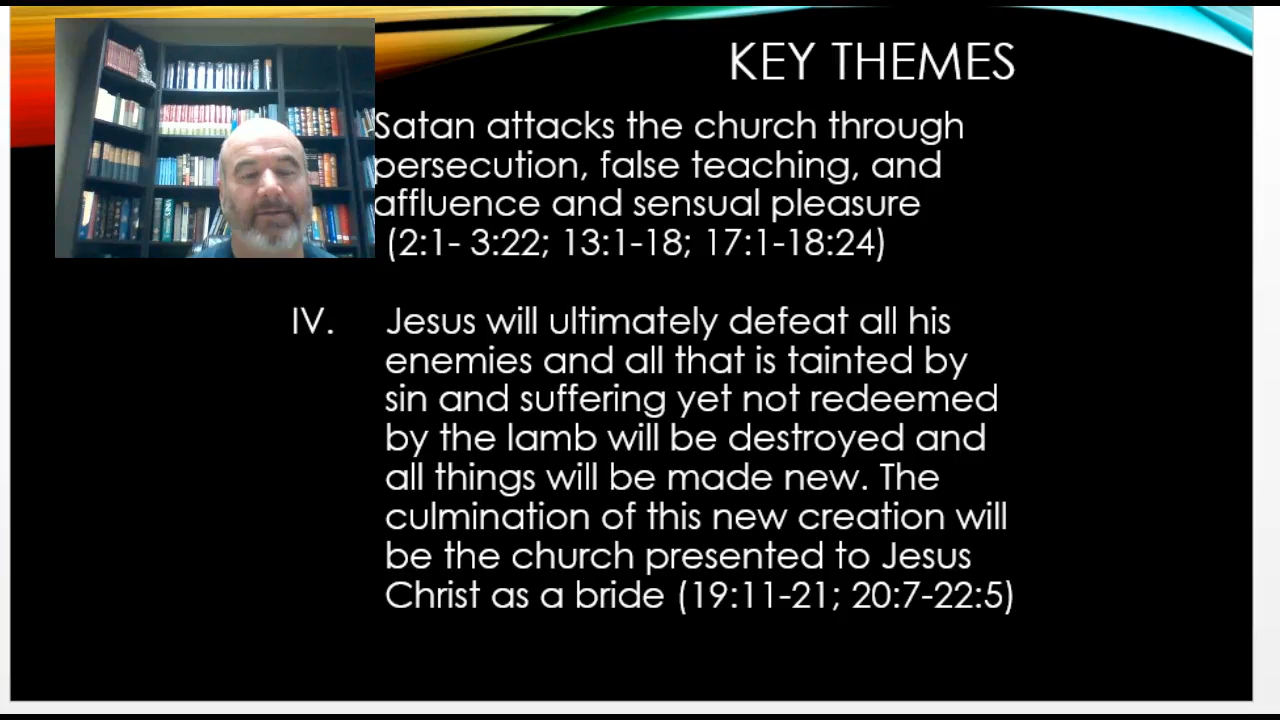 KEY THEMES
Satan attacks the church through
persecution, false teaching, and
affluence and sensual pleasure
(2:1- 3:22; 13:1-18; 17:1-18:24)
IV. Jesus will ultimately defeat all his
enemies and all that is tainted by
sin and suffering yet not redeemed
by the lamb will be destroyed and
all things will be made new. The
culmination of this new creation will
be the church presented to Jesus
Christ as a bride (19:11-21; 20:7-22:5)